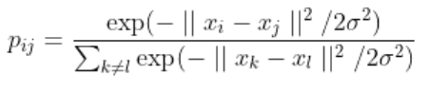 p_{ij} = \frac{\exp(- || x_i - x_j ||^2 / 2\sigma^2)}{\sum_{k \neq l} \exp(- || x_k - x_l ||^2 / 2\sigma^2)}